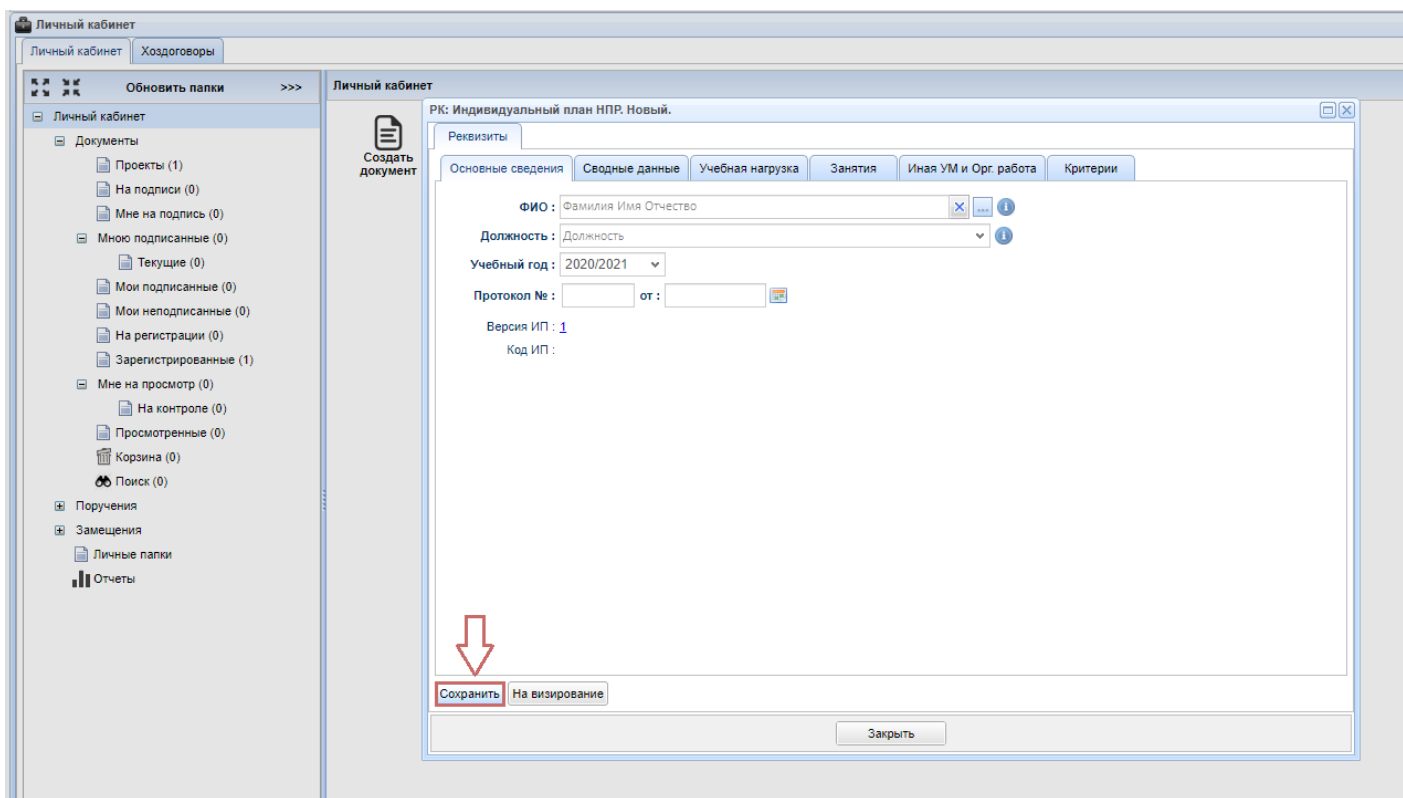 Личный кабинет
Личный кабинет Хоздоговоры
Обновить папки >>>
Личный кабинет
Документы
Проекты (1)
На подписи (0)
Мне на подпись (0)
Мною подписанные (0)
Текущие (0)
Мои подписанные (0)
Мои неподписанные (0)
На регистрации (0)
Зарегистрированные (1)
Мне на просмотр (0)
На контроле (0)
Просмотренные (0)
Корзина (0)
Поиск (0)
Поручения
Замещения
Личные папки
Отчеты
Личный кабинет
Создать
документ
РК: Индивидуальный план НПР. Новый.
Реквизиты
Основные сведения Сводные данные Учебная нагрузка Занятия Иная УМ и Орг. работа Критерии
ФИО : Фамилия Имя Отчество ...
Должность : Должность
Учебный год : 2020/2021
Протокол № : от :
Версия ИП : 1
Код ИП :
Сохранить На визирование
Закрыть